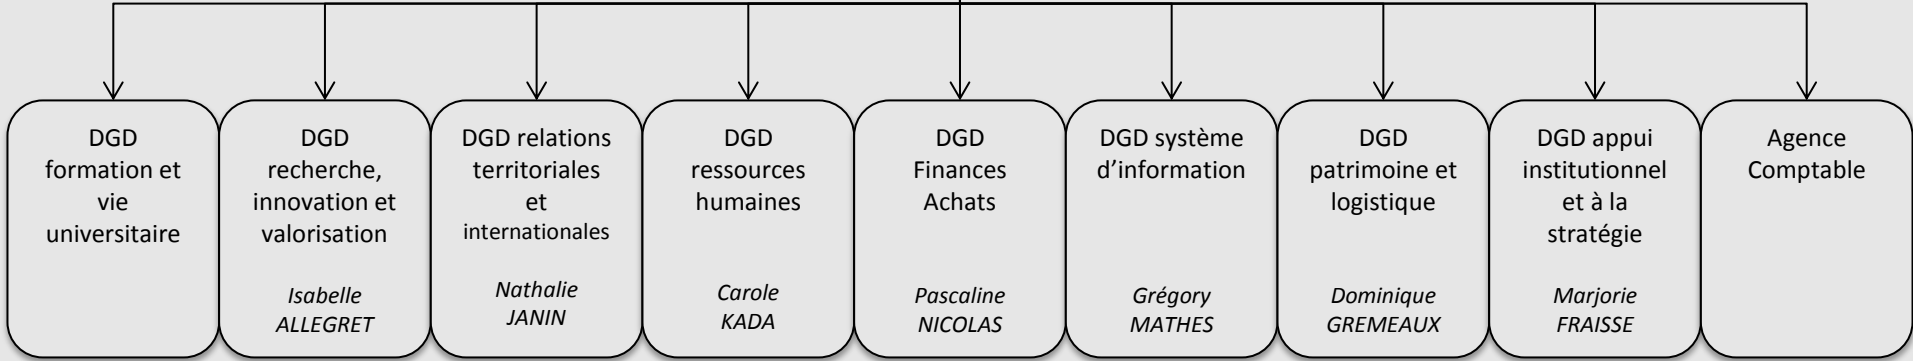 DGD
formation et
vie
universitaire
DGD
recherche,
innovation et
valorisation
Isabelle
ALLEGRET
DGD relations
territoriales
et
internationales
Nathalie
JANIN
DGD
ressources
humaines
Carole
KADA
DGD
Finances
Achats
Pascaline
NICOLAS
DGD système
d’information
Grégory
MATHES
DGD
patrimoine et
logistique
Dominique
GREMEAUX
DGD appui
institutionnel
et à la
stratégie
Marjorie
FRAISSE
Agence
Comptable